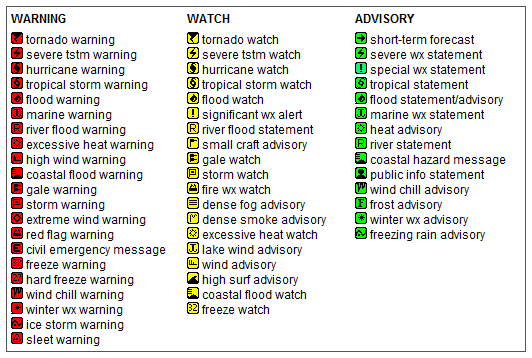 WARNING
tornado warning
severe tstm warning
hurricane warning
tropical storm warning
flood warning
marine warning
river flood warning
excessive heat warning
high wind warning
coastal flood warning
gale warning
storm warning
extreme wind warning
red flag warning
civil emergency message
freeze warning
hard freeze warning
wind chill warning
winter wx warning
ice storm warning
sleet warning
WATCH
tornado watch
severe tstm watch
hurricane watch
tropical storm watch
flood watch
significant wx alert
river flood statement
small craft advisory
gale watch
storm watch
fire wx watch
dense fog advisory
dense smoke advisory
excessive heat watch
lake wind advisory
wind advisory
high surf advisory
coastal flood watch
freeze watch
ADVISORY
short-term forecast
severe wx statement
special wx statement
tropical statement
flood statement/advisory
marine wx statement
heat advisory
river statement
coastal hazard message
public info statement
wind chill advisory
frost advisory
winter wx advisory
freezing rain advisory